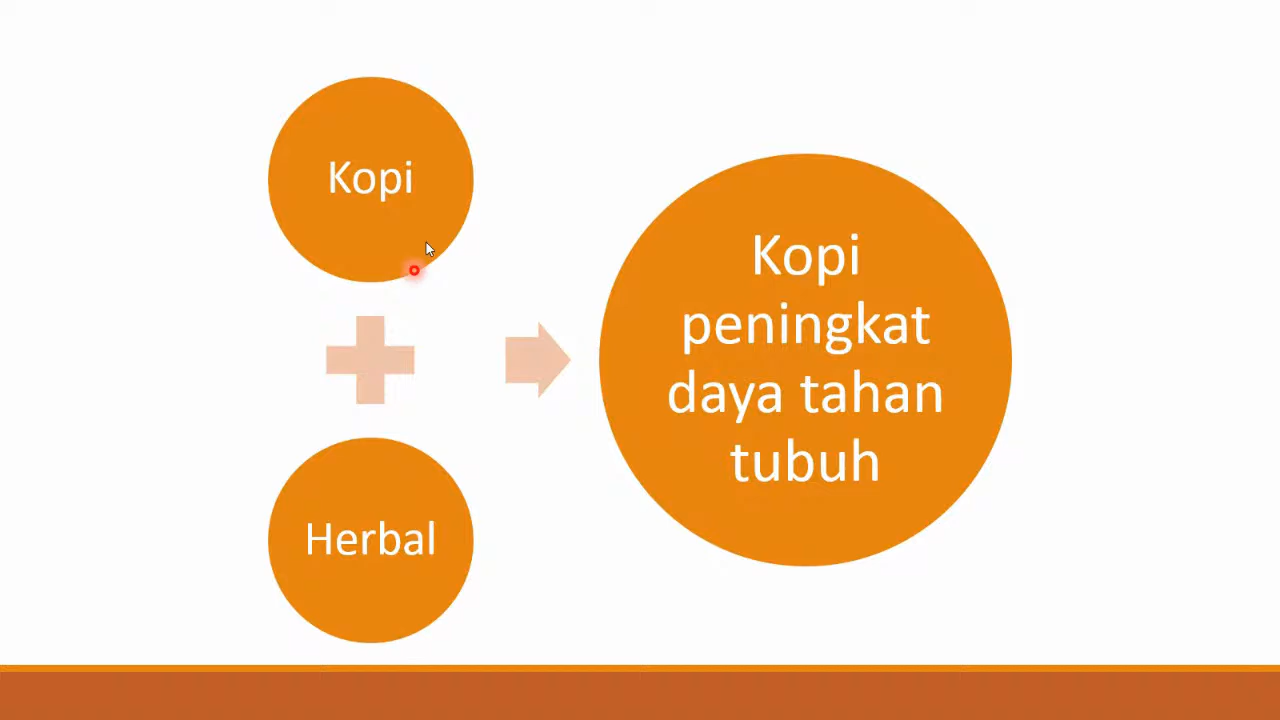 Kopi
Herbal
Kopi
peningkat
daya tahan
tubuh